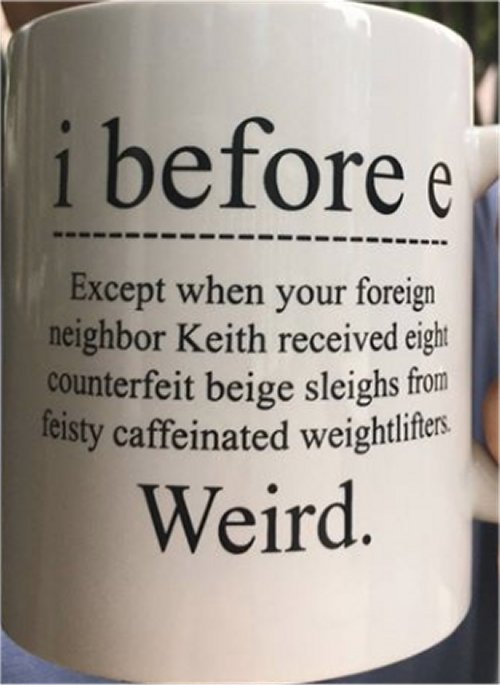 i before e
Except when your foreign
neighbor Keith received eight
counterfeit beige sleighs from
feisty caffeinated weightlifters.
Weird.